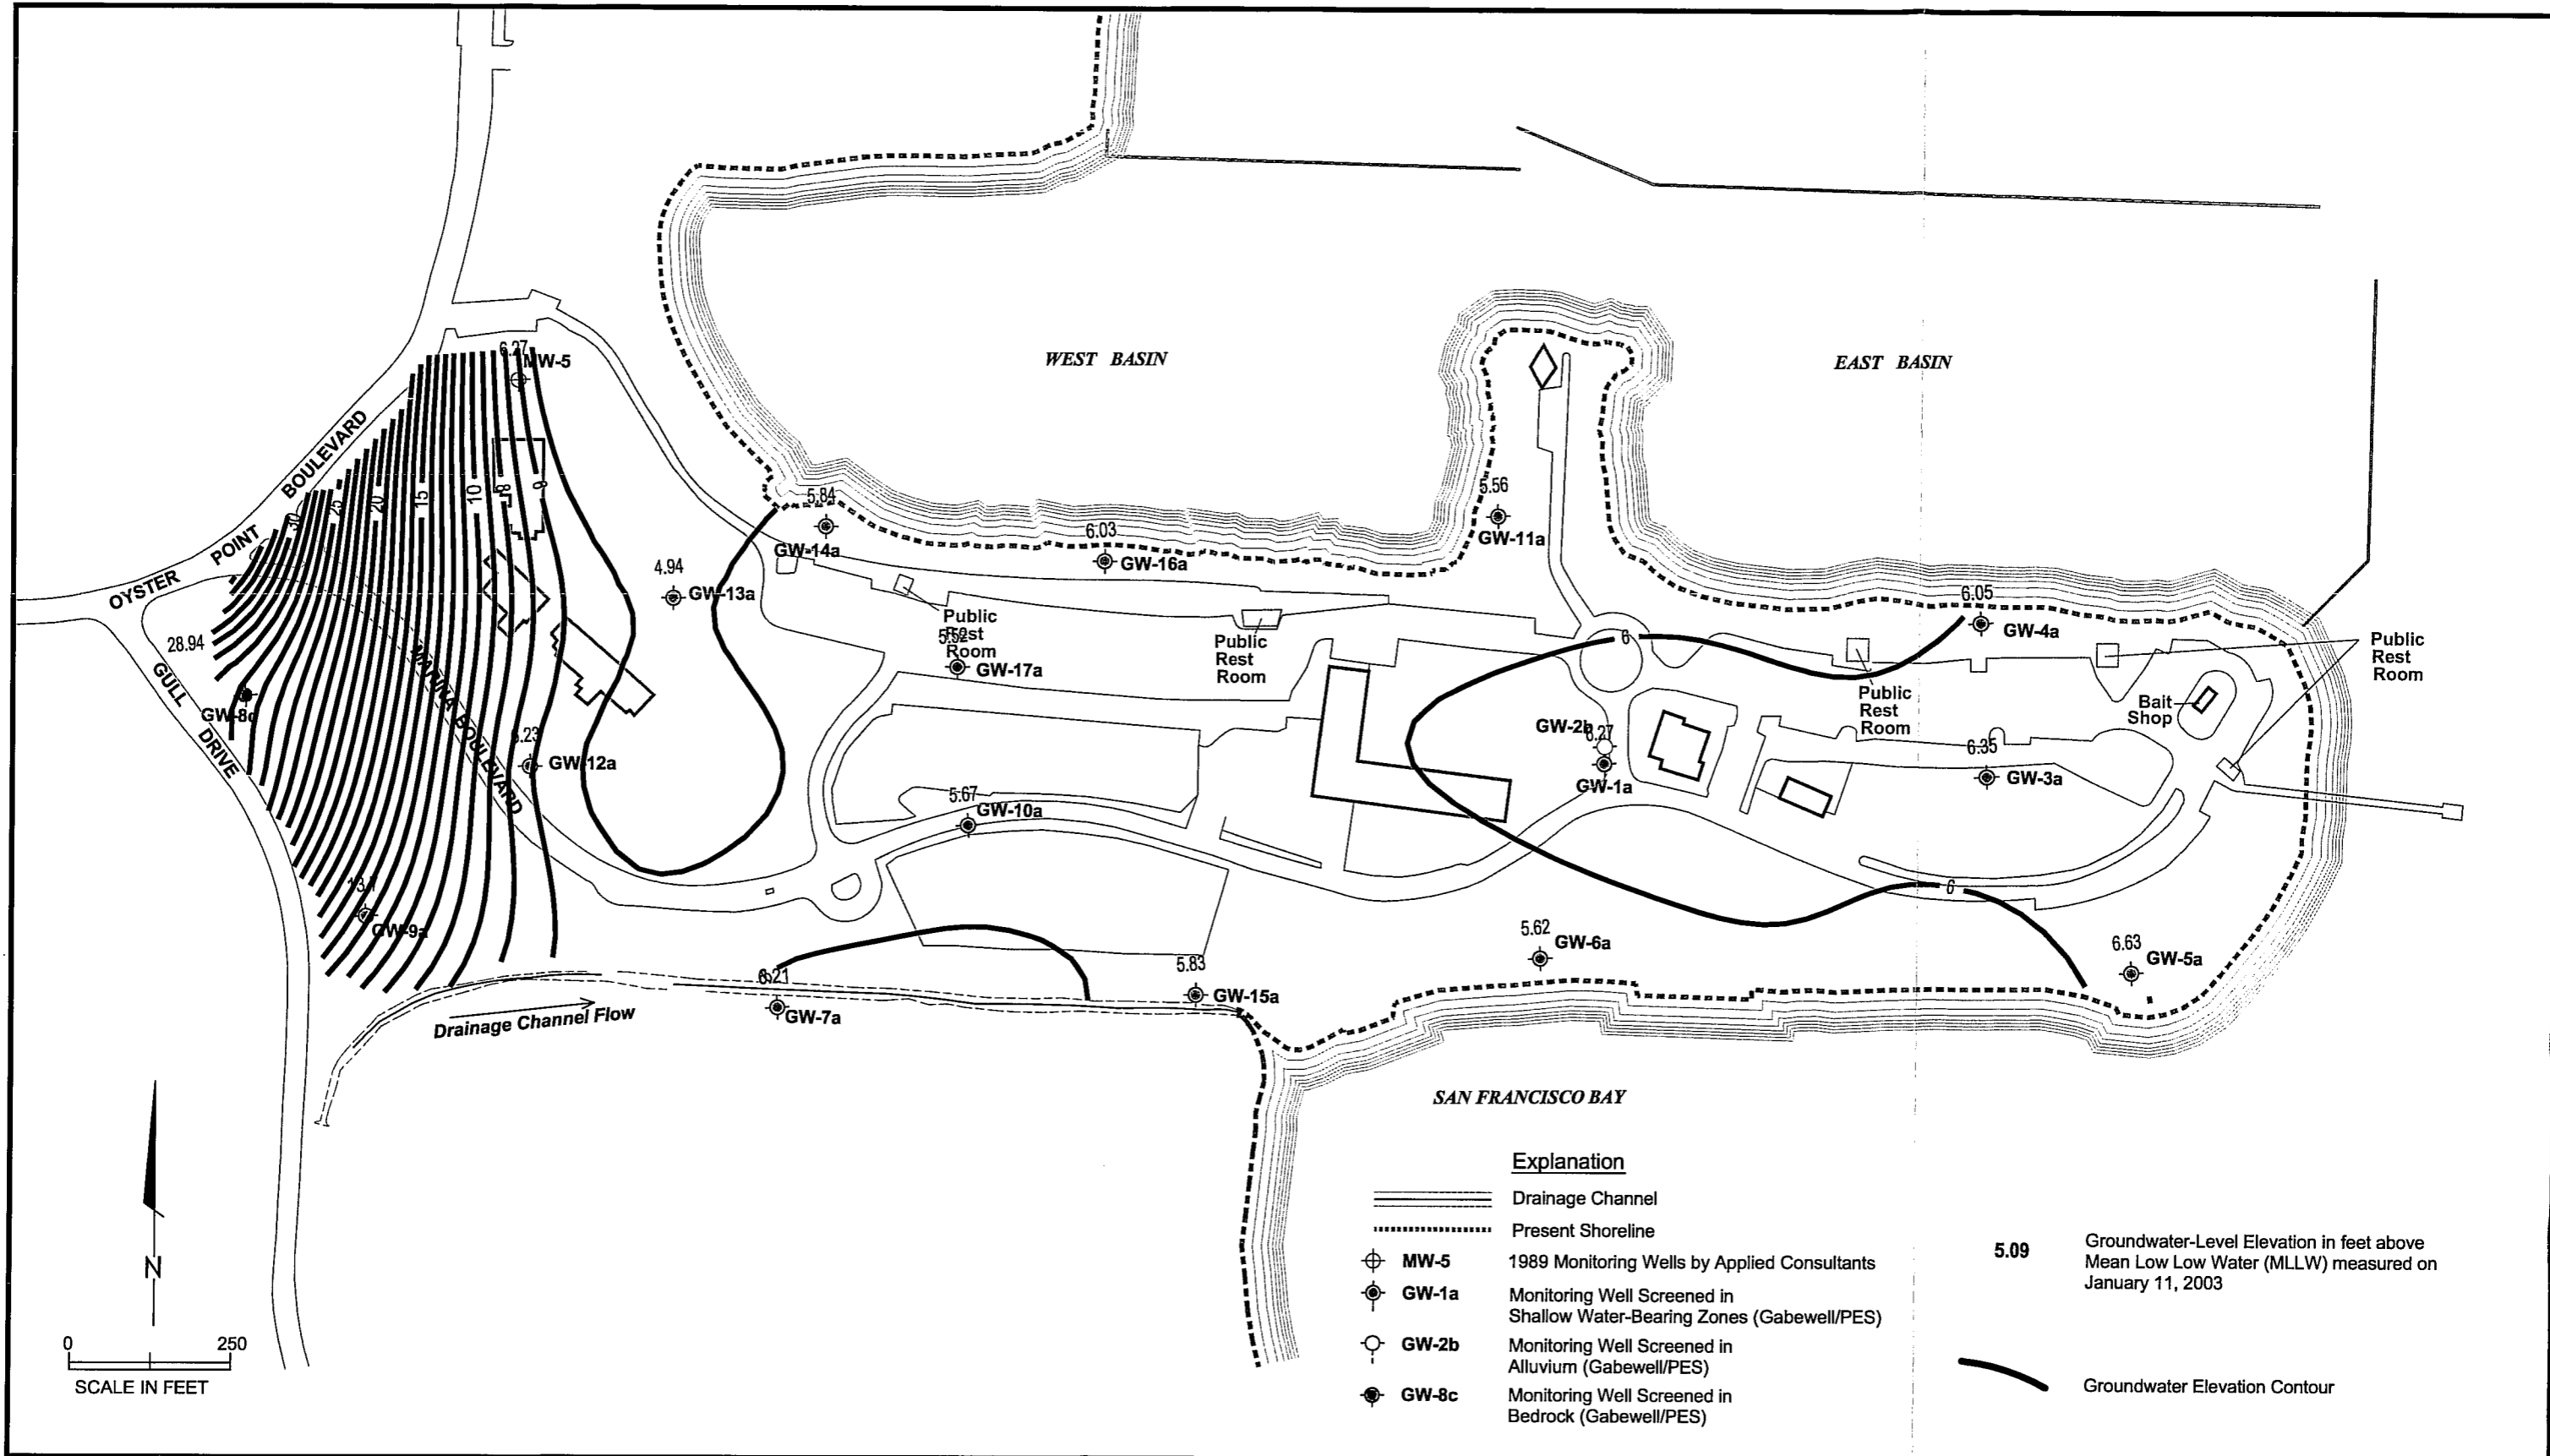 WEST BASIN
EAST BASIN
6.27
MW-5
BOULEVARD
POINT
OYSTER
30
25
20
15
10
8
6
28.94
GW-8c
GULL
DRIVE
MARINA BOULEVARD
GW-12a
GW-9a
4.94
GW-13a
5.84
GW-14a
6.03
GW-16a
5.56
GW-11a
Public
Rest
Room
GW-17a
Public
Rest
Room
6
6.05
GW-4a
Public
Rest
Room
Public
Rest
Room
Bait
Shop
GW-2b
6.27
GW-1a
6.35
GW-3a
5.67
GW-10a
6
5.62
GW-6a
6.63
GW-5a
6.21
GW-7a
5.83
GW-15a
Drainage Channel Flow
SAN FRANCISCO BAY
N
0 250
SCALE IN FEET
Explanation
Drainage Channel
Present Shoreline
MW-5 1989 Monitoring Wells by Applied Consultants
GW-1a Monitoring Well Screened in
Shallow Water-Bearing Zones (Gabewell/PES)
GW-2b Monitoring Well Screened in
Alluvium (Gabewell/PES)
GW-8c Monitoring Well Screened in
Bedrock (Gabewell/PES)
5.09 Groundwater-Level Elevation in feet above
Mean Low Low Water (MLLW) measured on
January 11, 2003
Groundwater Elevation Contour